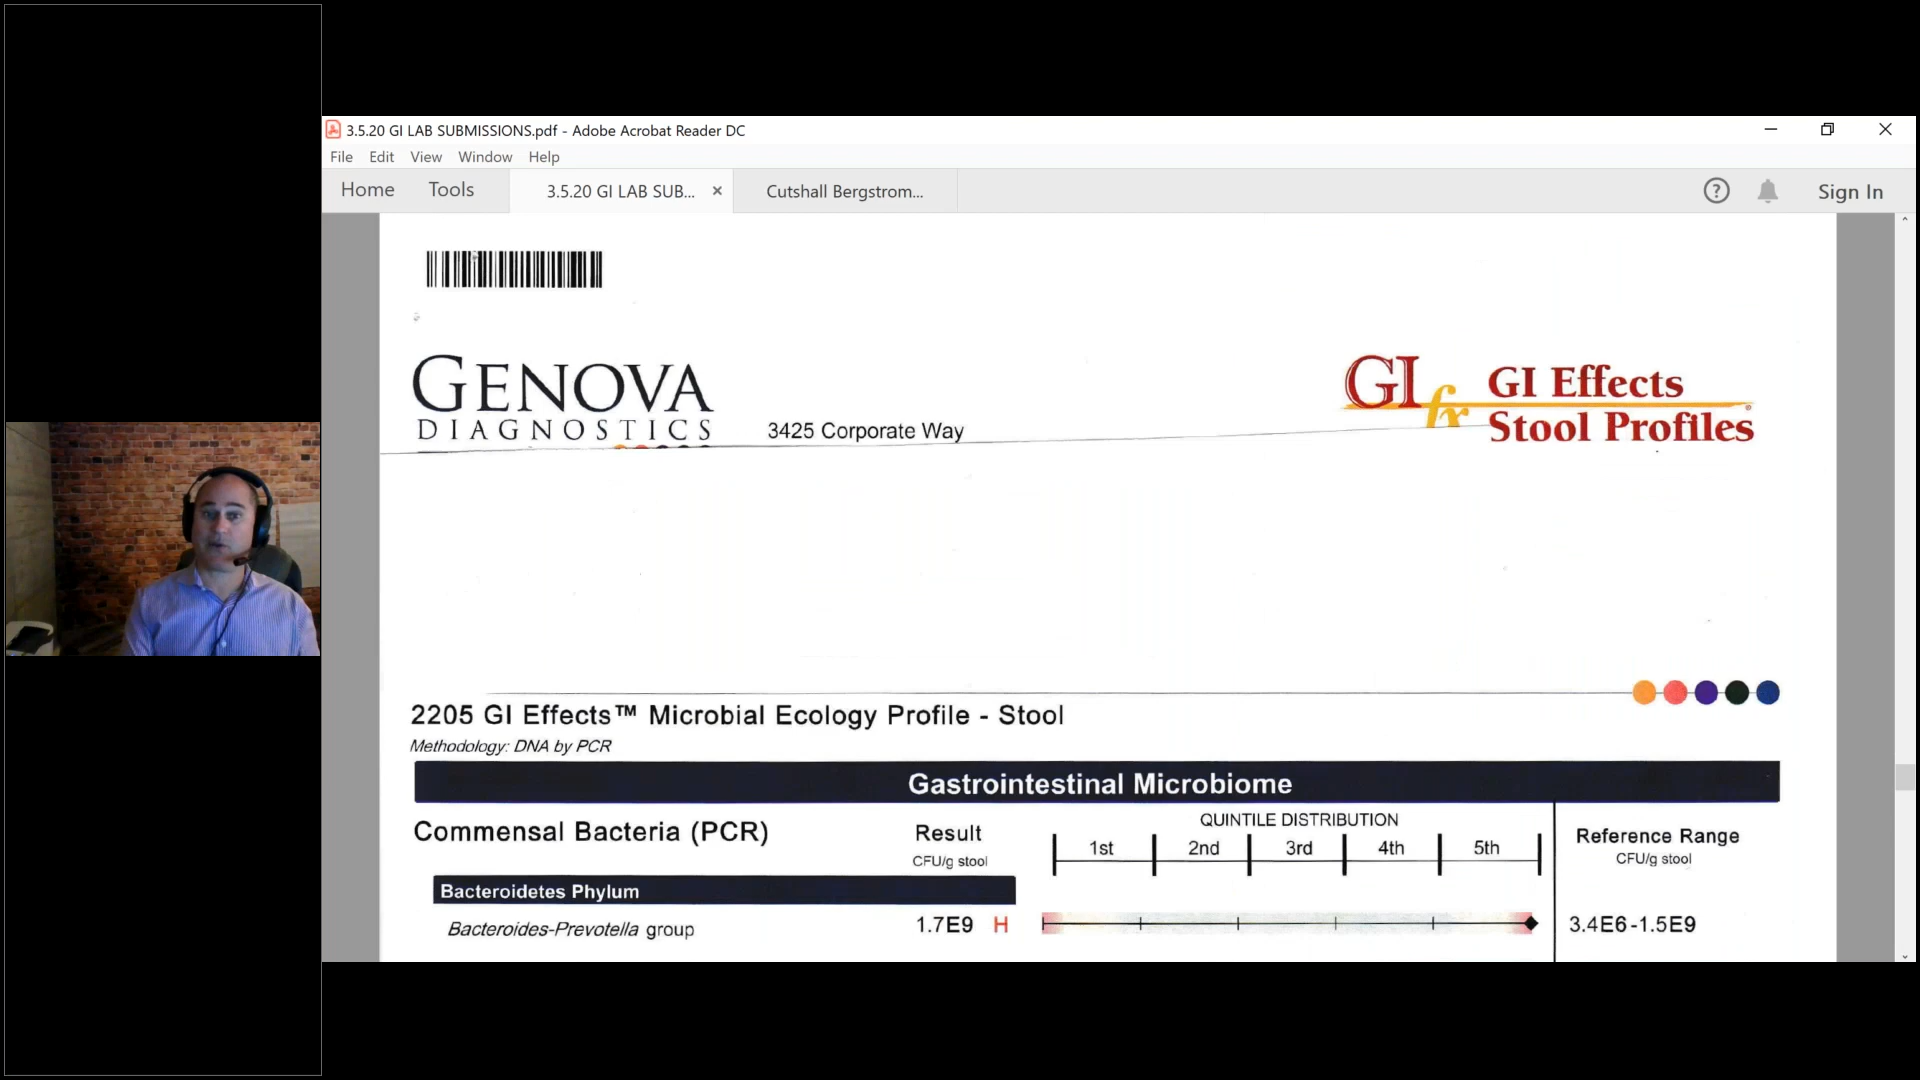 3.5.20 GI LAB SUBMISSIONS.pdf - Adobe Acrobat Reader DC
File Edit View Window Help
Home Tools 3.5.20 GI LAB SUB... × Cutshall Bergstrom... ? Sign In
GENOVA
DIAGNOSTICS
3425 Corporate Way
GI fx
GI Effects
Stool Profiles
2205 GI Effects™ Microbial Ecology Profile - Stool
Methodology: DNA by PCR
Gastrointestinal Microbiome
Commensal Bacteria (PCR)
Result
CFU/g stool
QUINTILE DISTRIBUTION
1st 2nd 3rd 4th 5th
Reference Range
CFU/g stool
Bacteroidetes Phylum
Bacteroides-Prevotella group 1.7E9 H 3.4E6-1.5E9